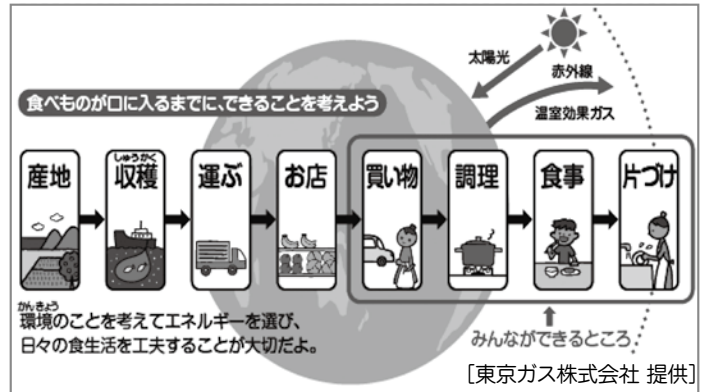 太陽光
赤外線
食べものが口に入るまでに、できることを考えよう
温室効果ガス
産地
しゅうかく
収穫
運ぶ
お店
買い物
調理
食事
片づけ
かんきょう
環境のことを考えてエネルギーを選び、
日々の食生活を工夫することが大切だよ。
みんなができるところ
［東京ガス株式会社 提供］